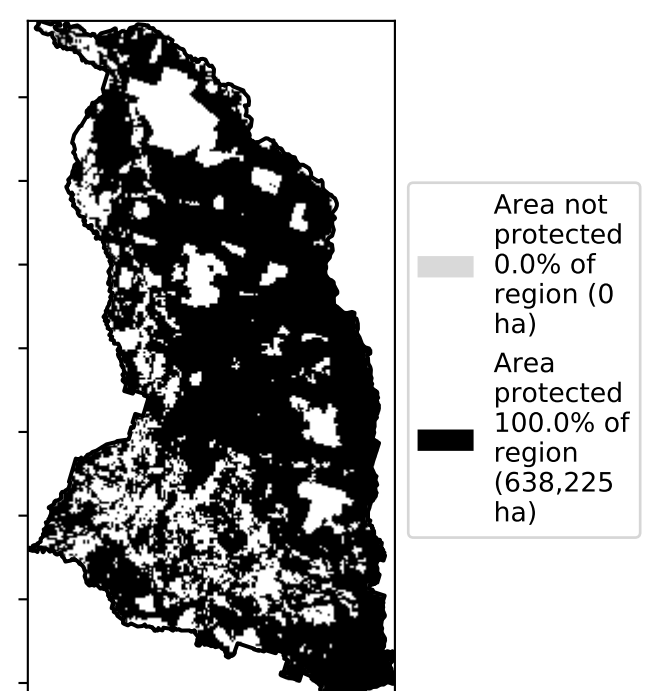 Area not
protected
0.0% of
region (0
ha)
Area
protected
100.0% of
region
(638,225
ha)